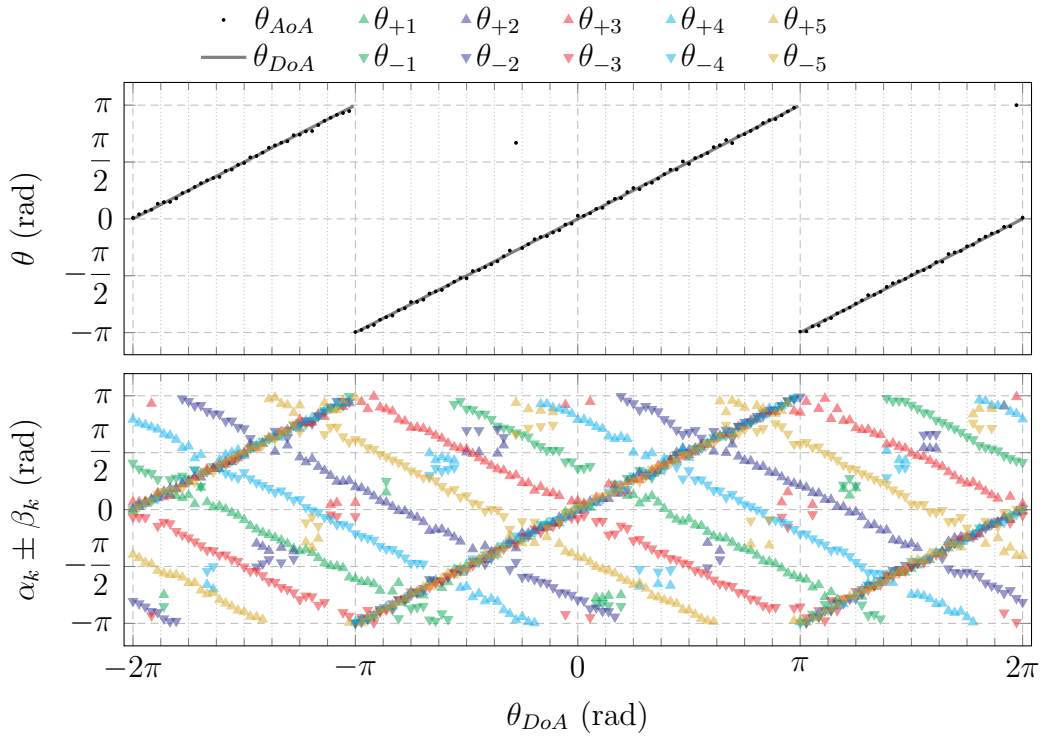 θ_{AoA} θ_{+1} θ_{+2} θ_{+3} θ_{+4} θ_{+5}
θ_{DoA} θ_{−1} θ_{−2} θ_{−3} θ_{−4} θ_{−5}
π
π/2
0
−π/2
−π
θ (rad)
π
π/2
0
−π/2
−π
α_k ± β_k (rad)
−2π −π 0 π 2π
θ_{DoA} (rad)